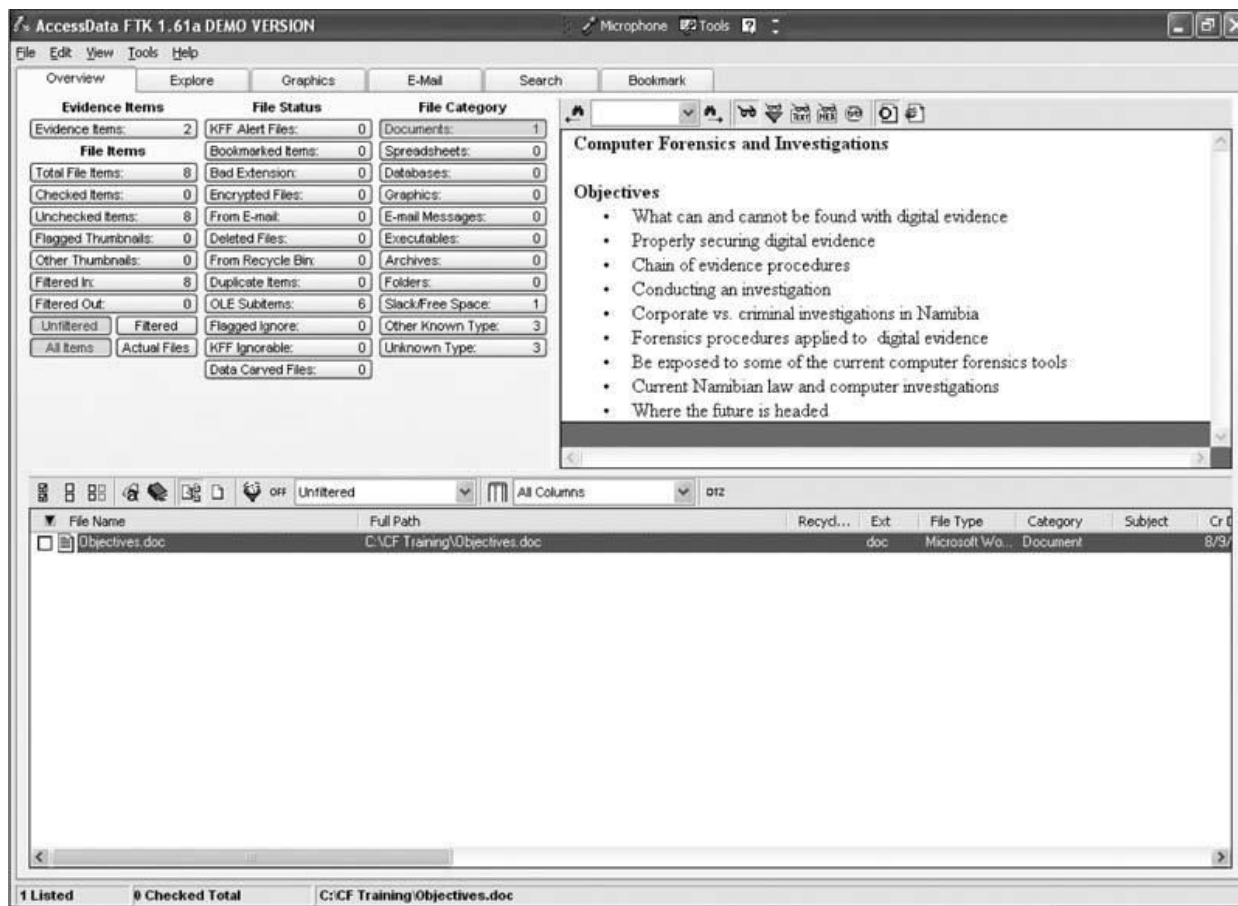 AccessData FTK 1.61a DEMO VERSION
Microphone Tools
File Edit View Tools Help
Overview Explore Graphics E-Mail Search Bookmark
Evidence Items
Evidence Items: 2
File Items
Total File Items: 8
Checked Items: 0
Unchecked Items: 8
Flagged Thumbnails: 0
Other Thumbnails: 0
Filtered In: 8
Filtered Out: 0
Unfiltered Filtered
All Items Actual Files
File Status
KFF Alert Files: 0
Bookmarked Items: 0
Bad Extension: 0
Encrypted Files: 0
From E-mail: 0
Deleted Files: 0
From Recycle Bin: 0
Duplicate Items: 0
OLE Subitems: 6
Flagged Ignore: 0
KFF Ignorable: 0
Data Carved Files: 0
File Category
Documents: 1
Spreadsheets: 0
Databases: 0
Graphics: 0
E-mail Messages: 0
Executables: 0
Archives: 0
Folders: 0
Slack/Free Space: 1
Other Known Type: 3
Unknown Type: 3
TEXT HEX
Computer Forensics and Investigations
Objectives
• What can and cannot be found with digital evidence
• Properly securing digital evidence
• Chain of evidence procedures
• Conducting an investigation
• Corporate vs. criminal investigations in Namibia
• Forensics procedures applied to digital evidence
• Be exposed to some of the current computer forensics tools
• Current Namibian law and computer investigations
• Where the future is headed
OFF Unfiltered All Columns DTZ
File Name Full Path Recycl... Ext File Type Category Subject Cr D
Objectives.doc C:\CF Training\Objectives.doc doc Microsoft Wo... Document 8/9/
1 Listed 0 Checked Total C:\CF Training\Objectives.doc